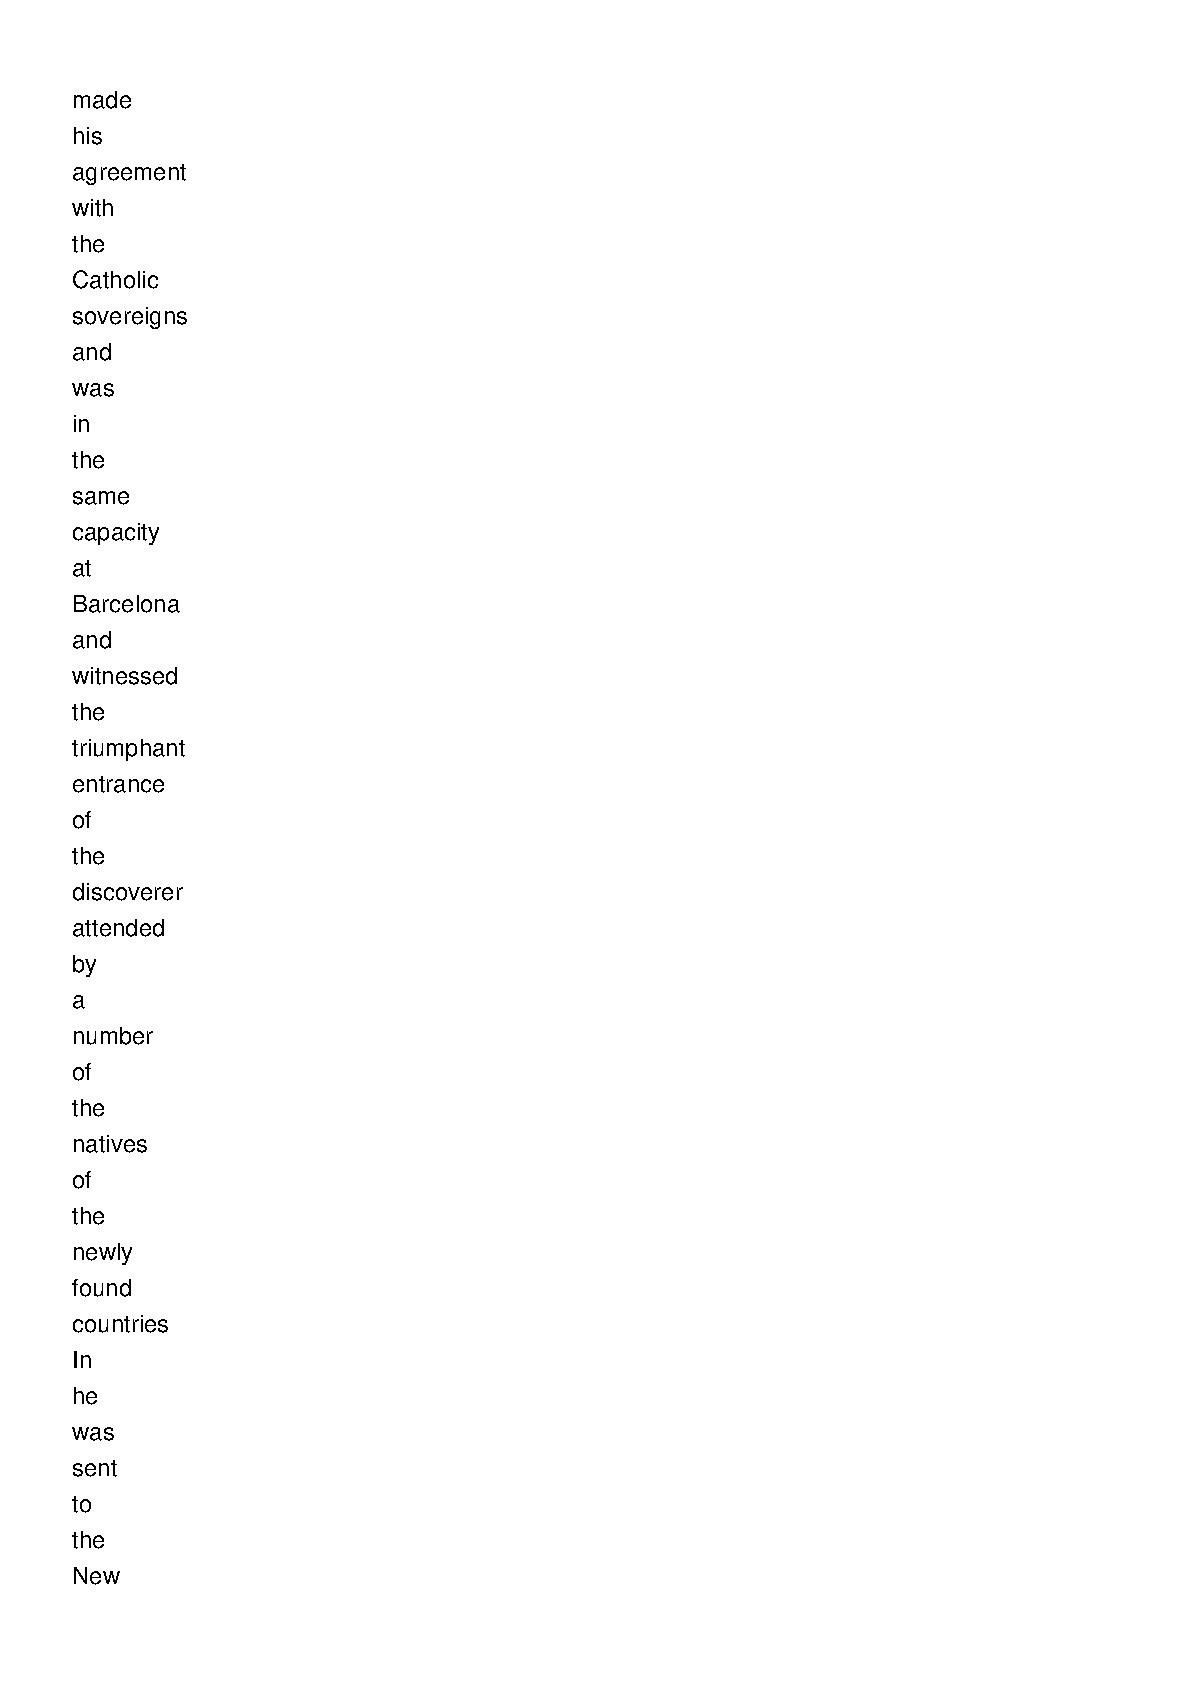 made
his
agreement
with
the
Catholic
sovereigns
and
was
in
the
same
capacity
at
Barcelona
and
witnessed
the
triumphant
entrance
of
the
discoverer
attended
by
a
number
of
the
natives
of
the
newly
found
countries
In
he
was
sent
to
the
New